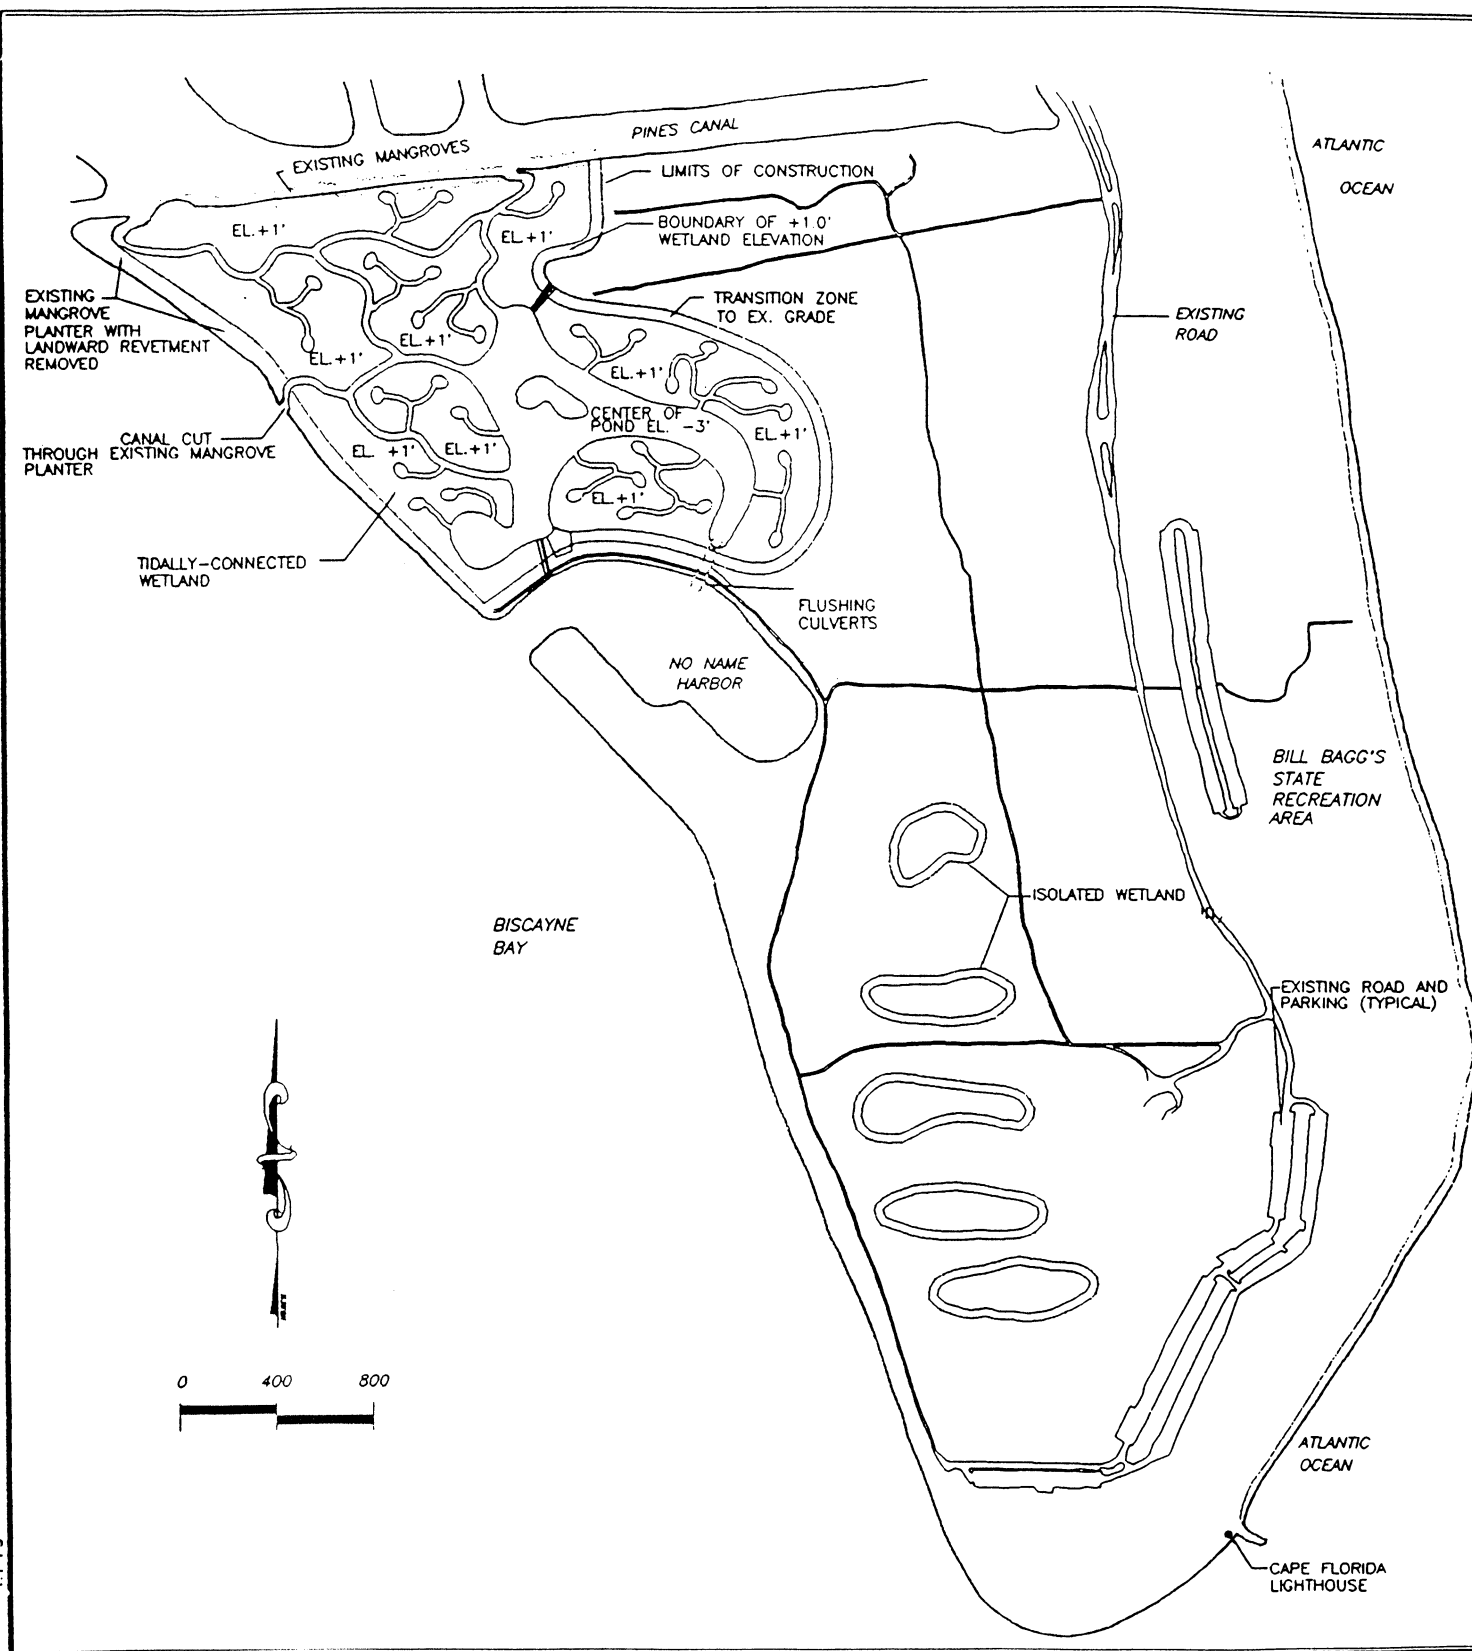 PINES CANAL
EXISTING MANGROVES
ATLANTIC
OCEAN
LIMITS OF CONSTRUCTION
EL.+1'
EL.+1'
BOUNDARY OF +1.0'
WETLAND ELEVATION
EXISTING
MANGROVE
PLANTER WITH
LANDWARD REVETMENT
REMOVED
TRANSITION ZONE
TO EX. GRADE
EXISTING
ROAD
EL.+1'
EL.+1'
EL.+1'
CENTER OF
POND EL. -3'
EL.+1'
CANAL CUT
THROUGH EXISTING MANGROVE
PLANTER
EL. +1'
EL.+1'
EL.+1'
TIDALLY-CONNECTED
WETLAND
FLUSHING
CULVERTS
NO NAME
HARBOR
BILL BAGG'S
STATE
RECREATION
AREA
ISOLATED WETLAND
BISCAYNE
BAY
EXISTING ROAD AND
PARKING (TYPICAL)
0 400 800
ATLANTIC
OCEAN
CAPE FLORIDA
LIGHTHOUSE